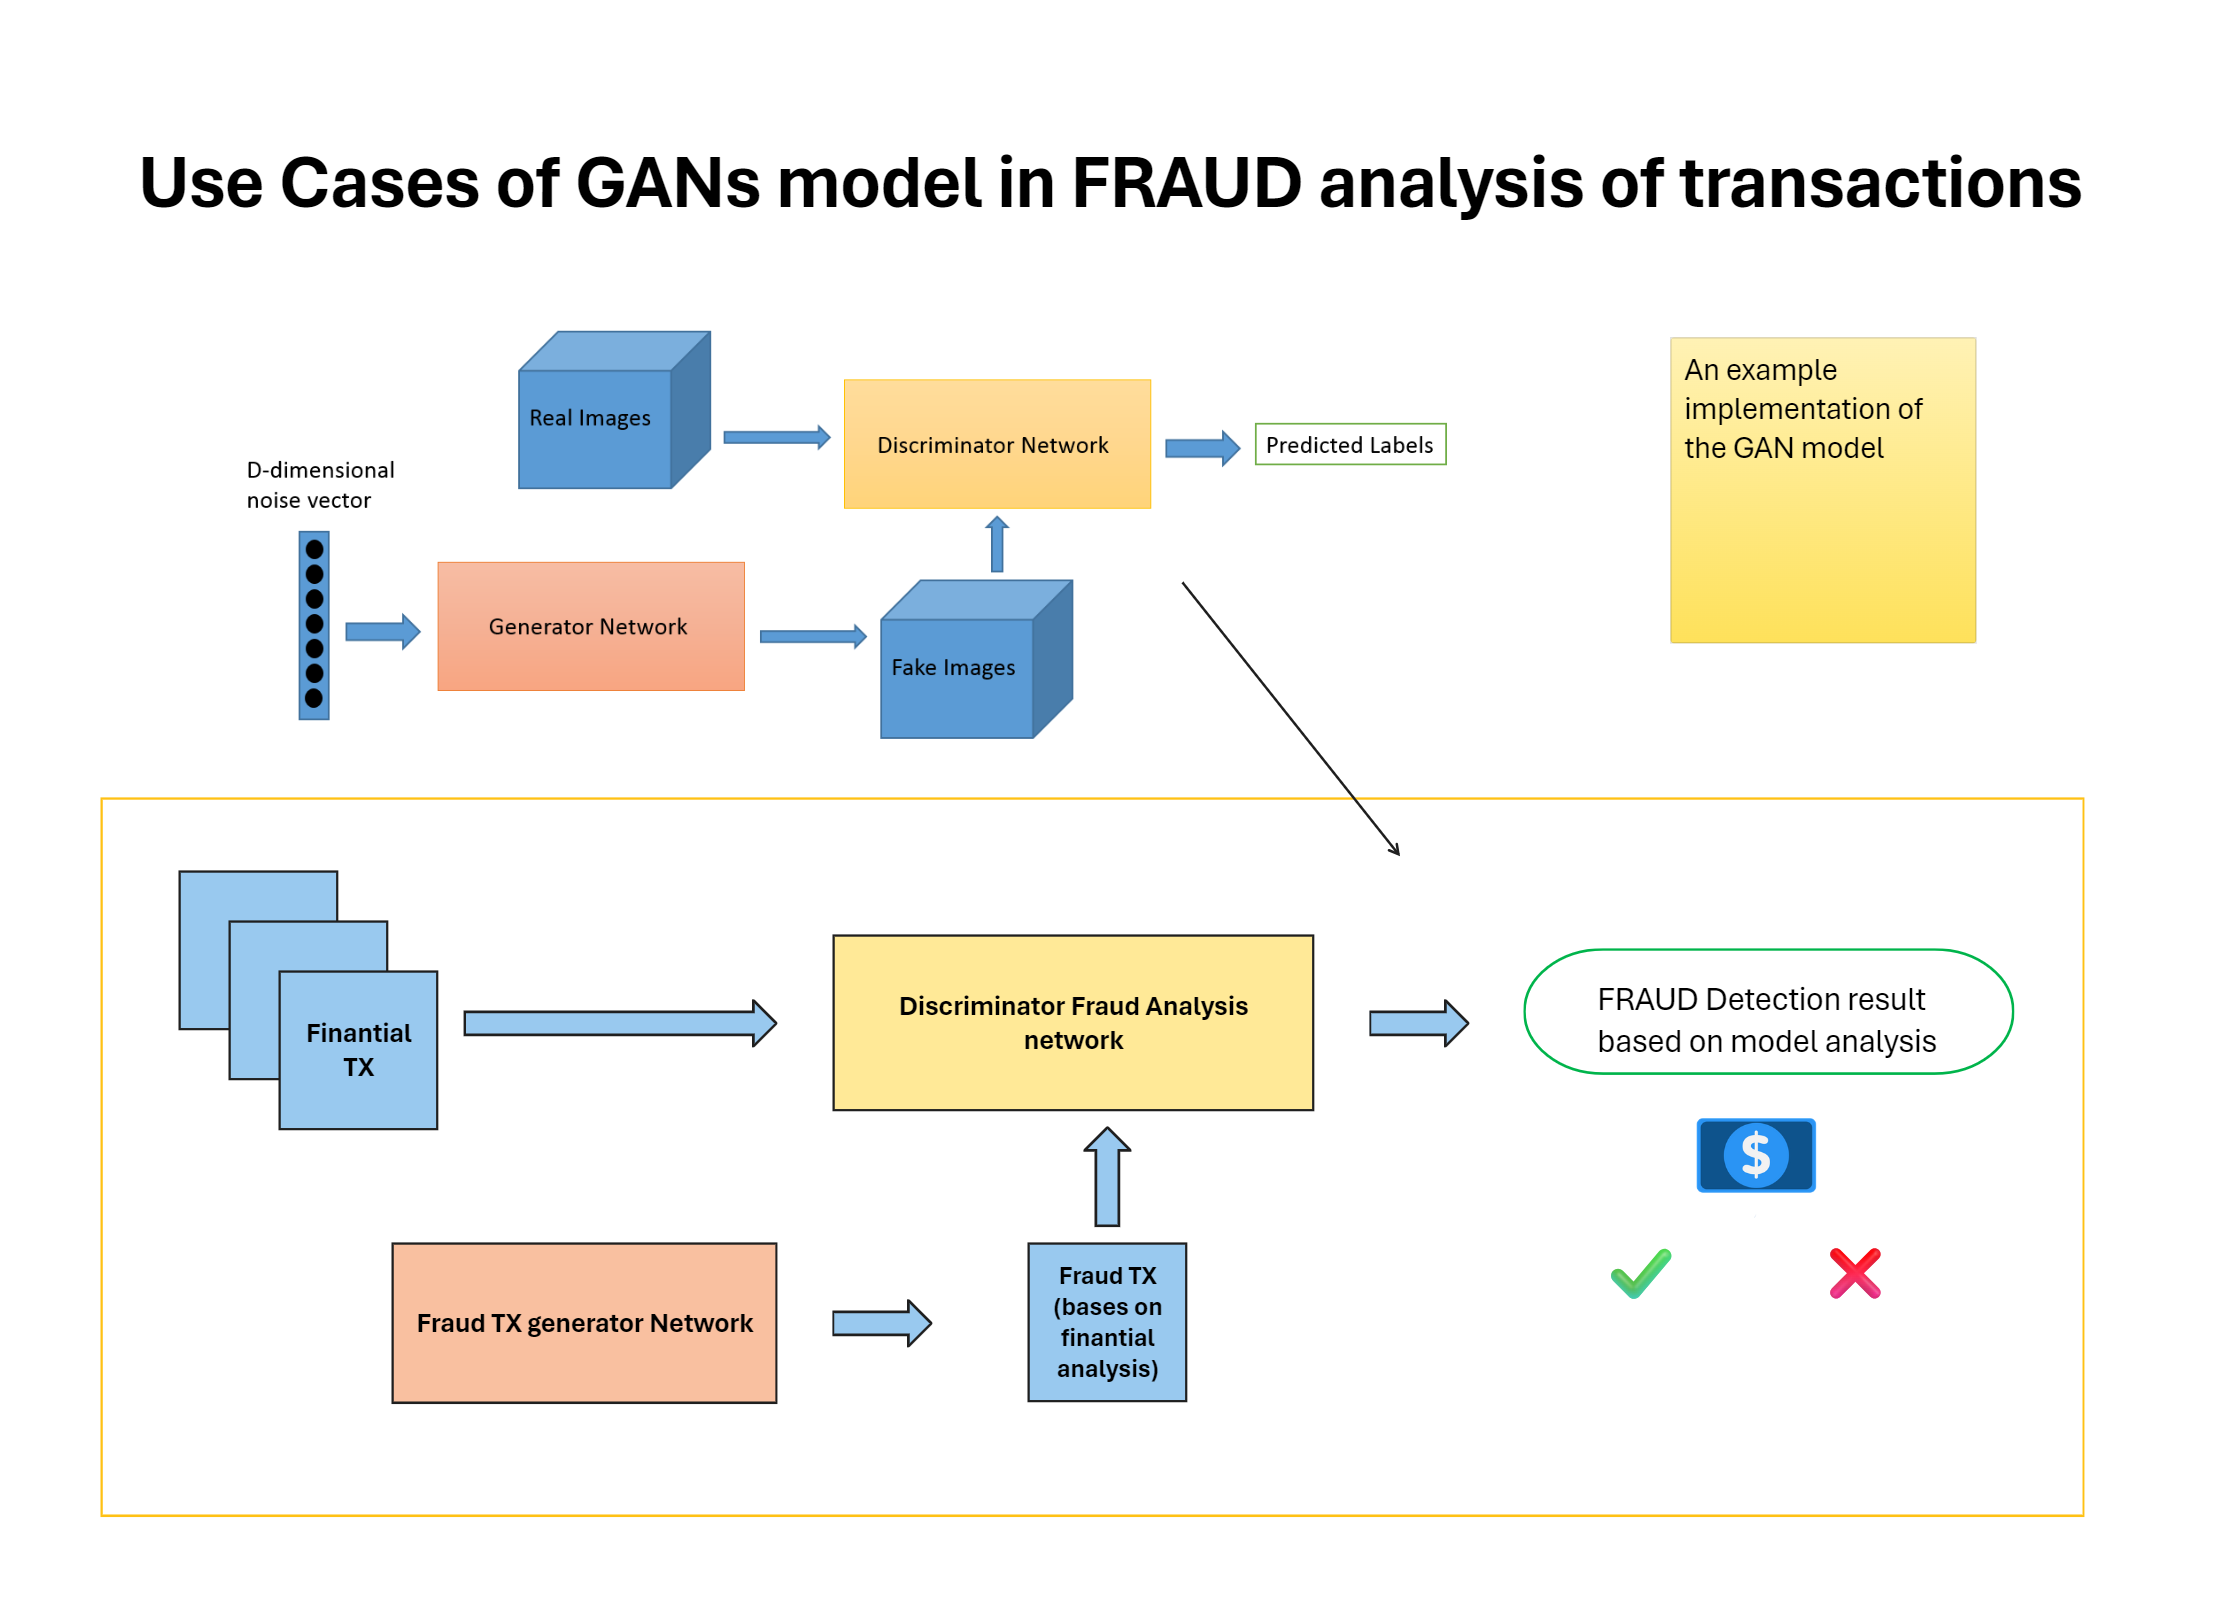 Use Cases of GANs model in FRAUD analysis of transactions
Real Images
Discriminator Network
Predicted Labels
An example
implementation of
the GAN model
D-dimensional
noise vector
Generator Network
Fake Images
Finantial
TX
Discriminator Fraud Analysis
network
FRAUD Detection result
based on model analysis
$
Fraud TX generator Network
Fraud TX
(bases on
finantial
analysis)